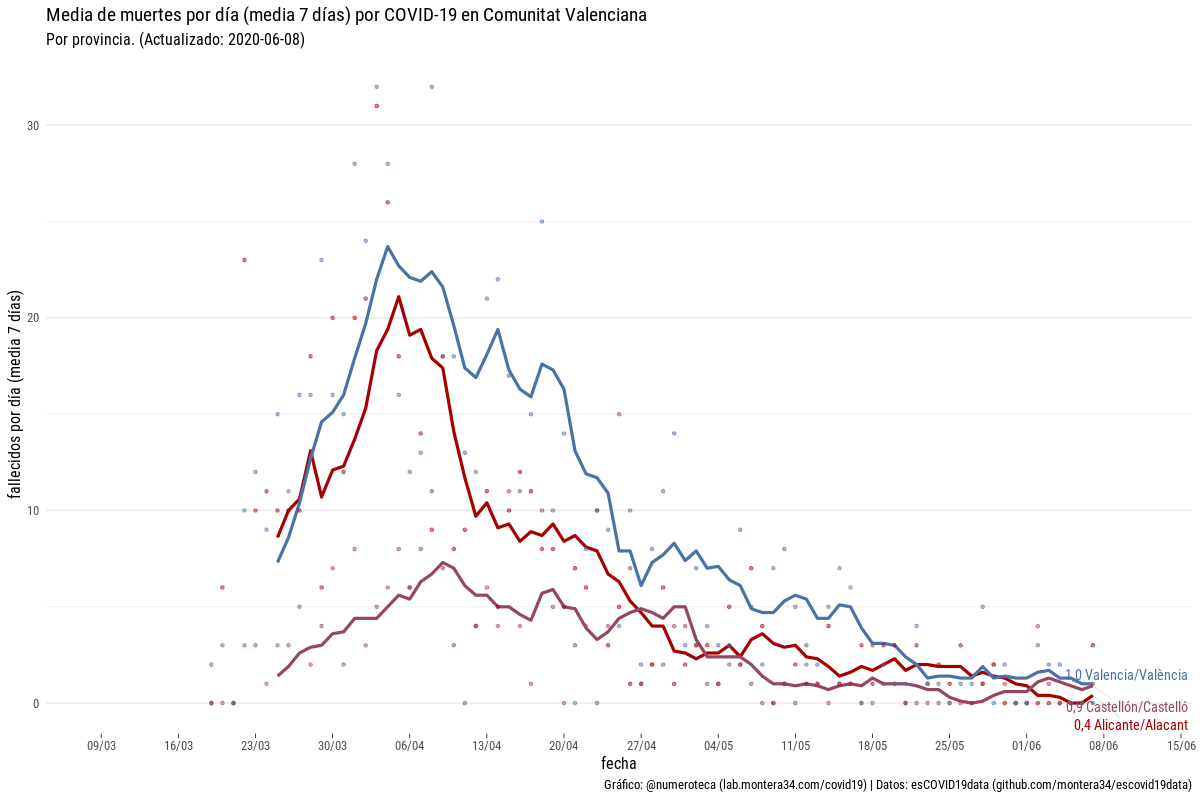 Media de muertes por día (media 7 días) por COVID-19 en Comunitat Valenciana
Por provincia. (Actualizado: 2020-06-08)
fallecidos por día (media 7 días)
30
20
10
0
1,0 Valencia/València
0,9 Castellón/Castelló
0,4 Alicante/Alacant
09/03 16/03 23/03 30/03 06/04 13/04 20/04 27/04 04/05 11/05 18/05 25/05 01/06 08/06 15/06
fecha
Gráfico: @numeroteca (lab.montera34.com/covid19) | Datos: esCOVID19data (github.com/montera34/escovid19data)